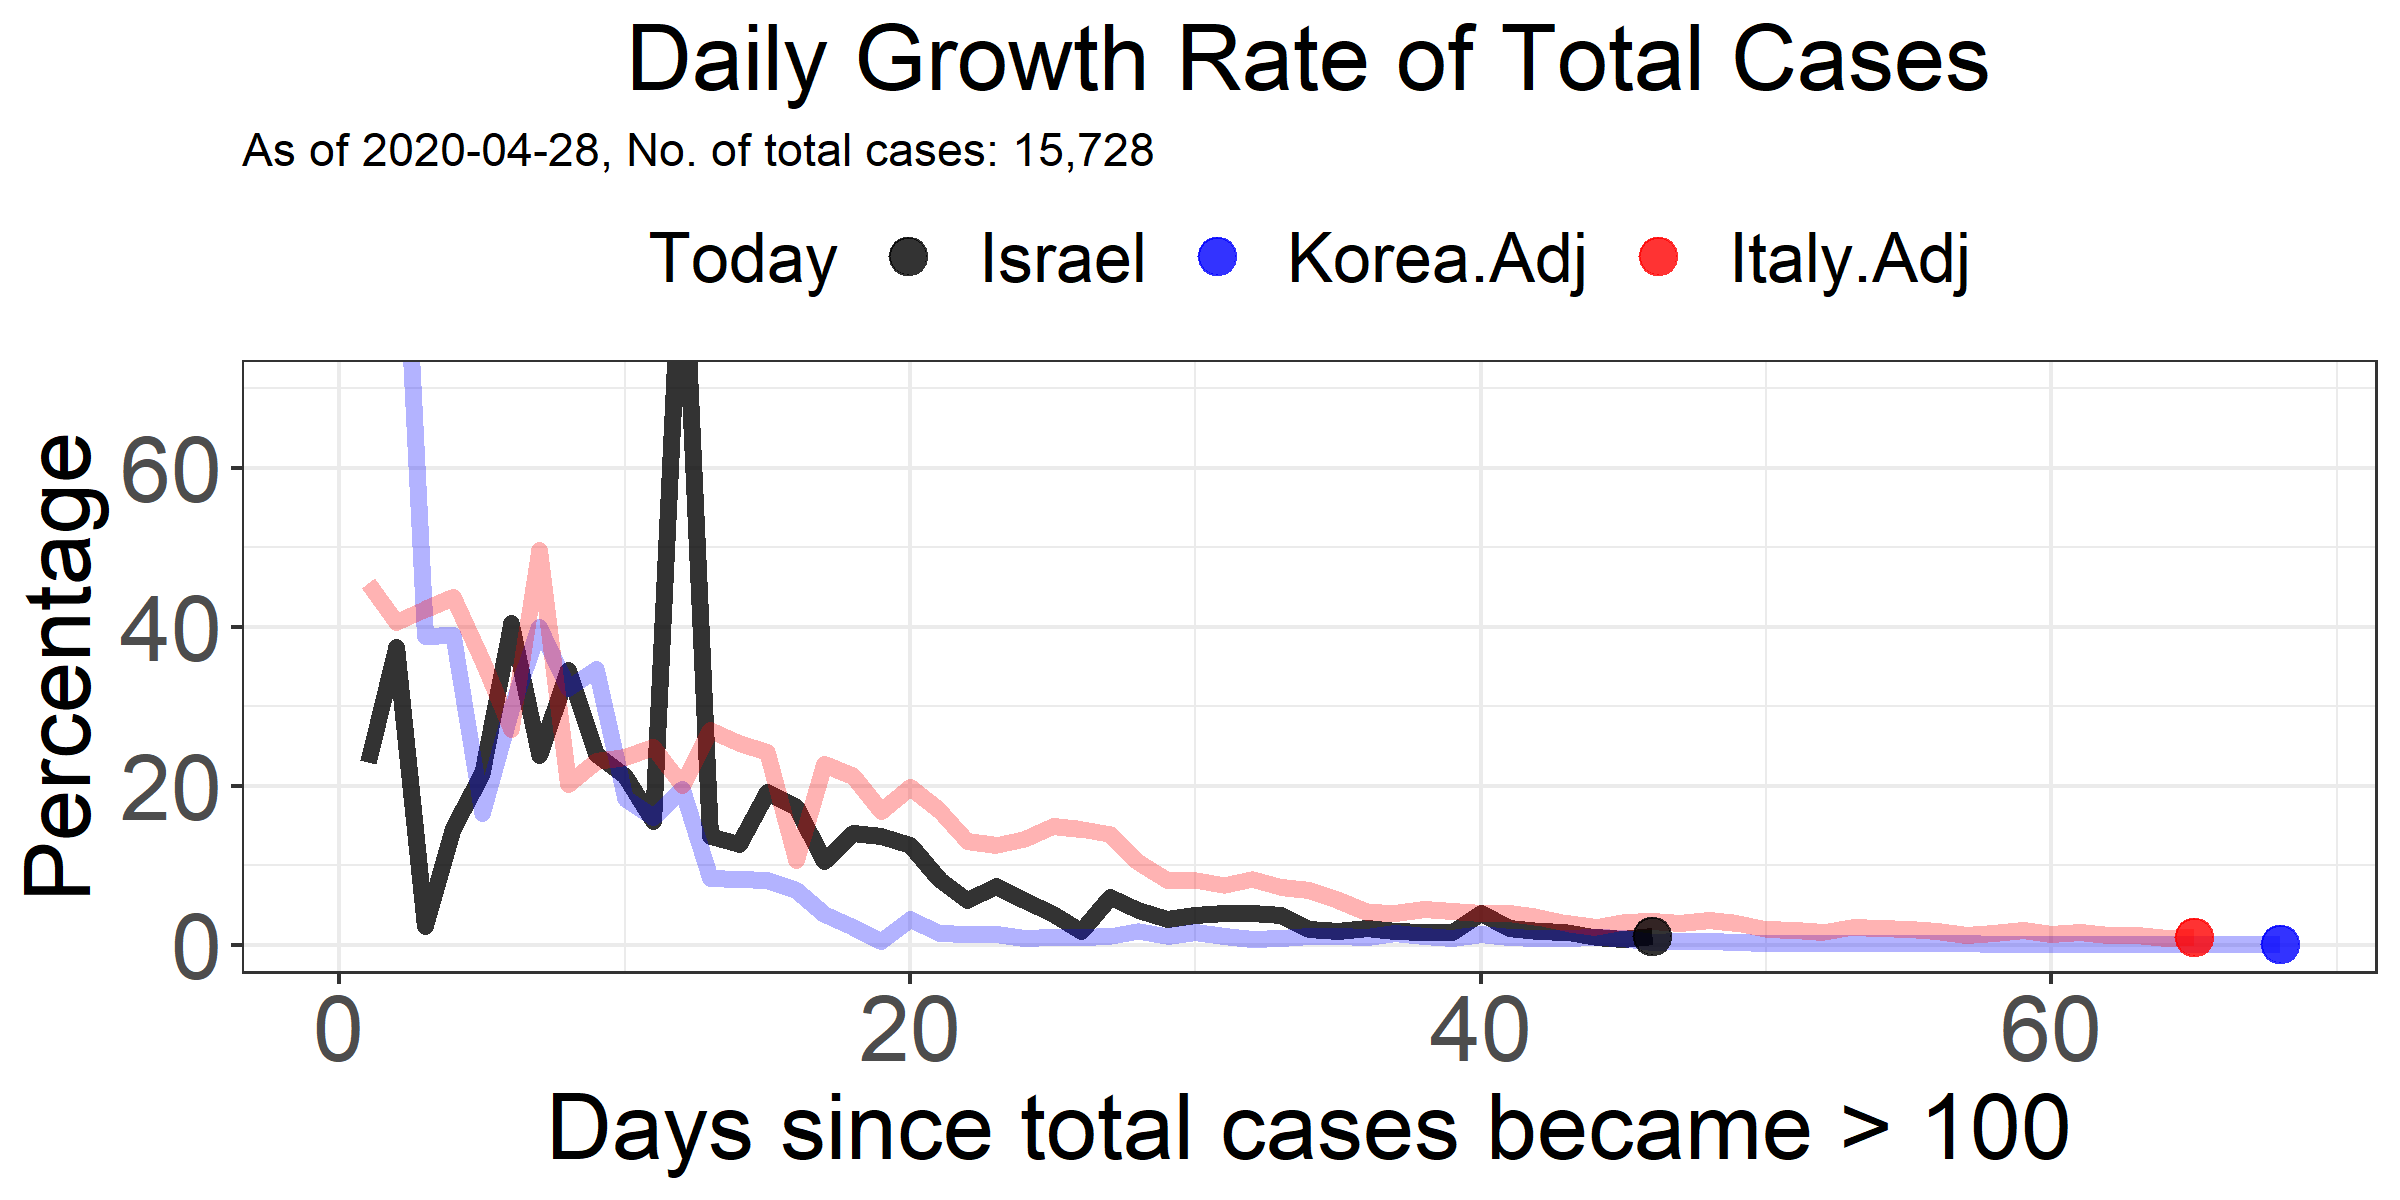 Daily Growth Rate of Total Cases
As of 2020-04-28, No. of total cases: 15,728
Today Israel Korea.Adj Italy.Adj
Percentage
60
40
20
0
0 20 40 60
Days since total cases became > 100